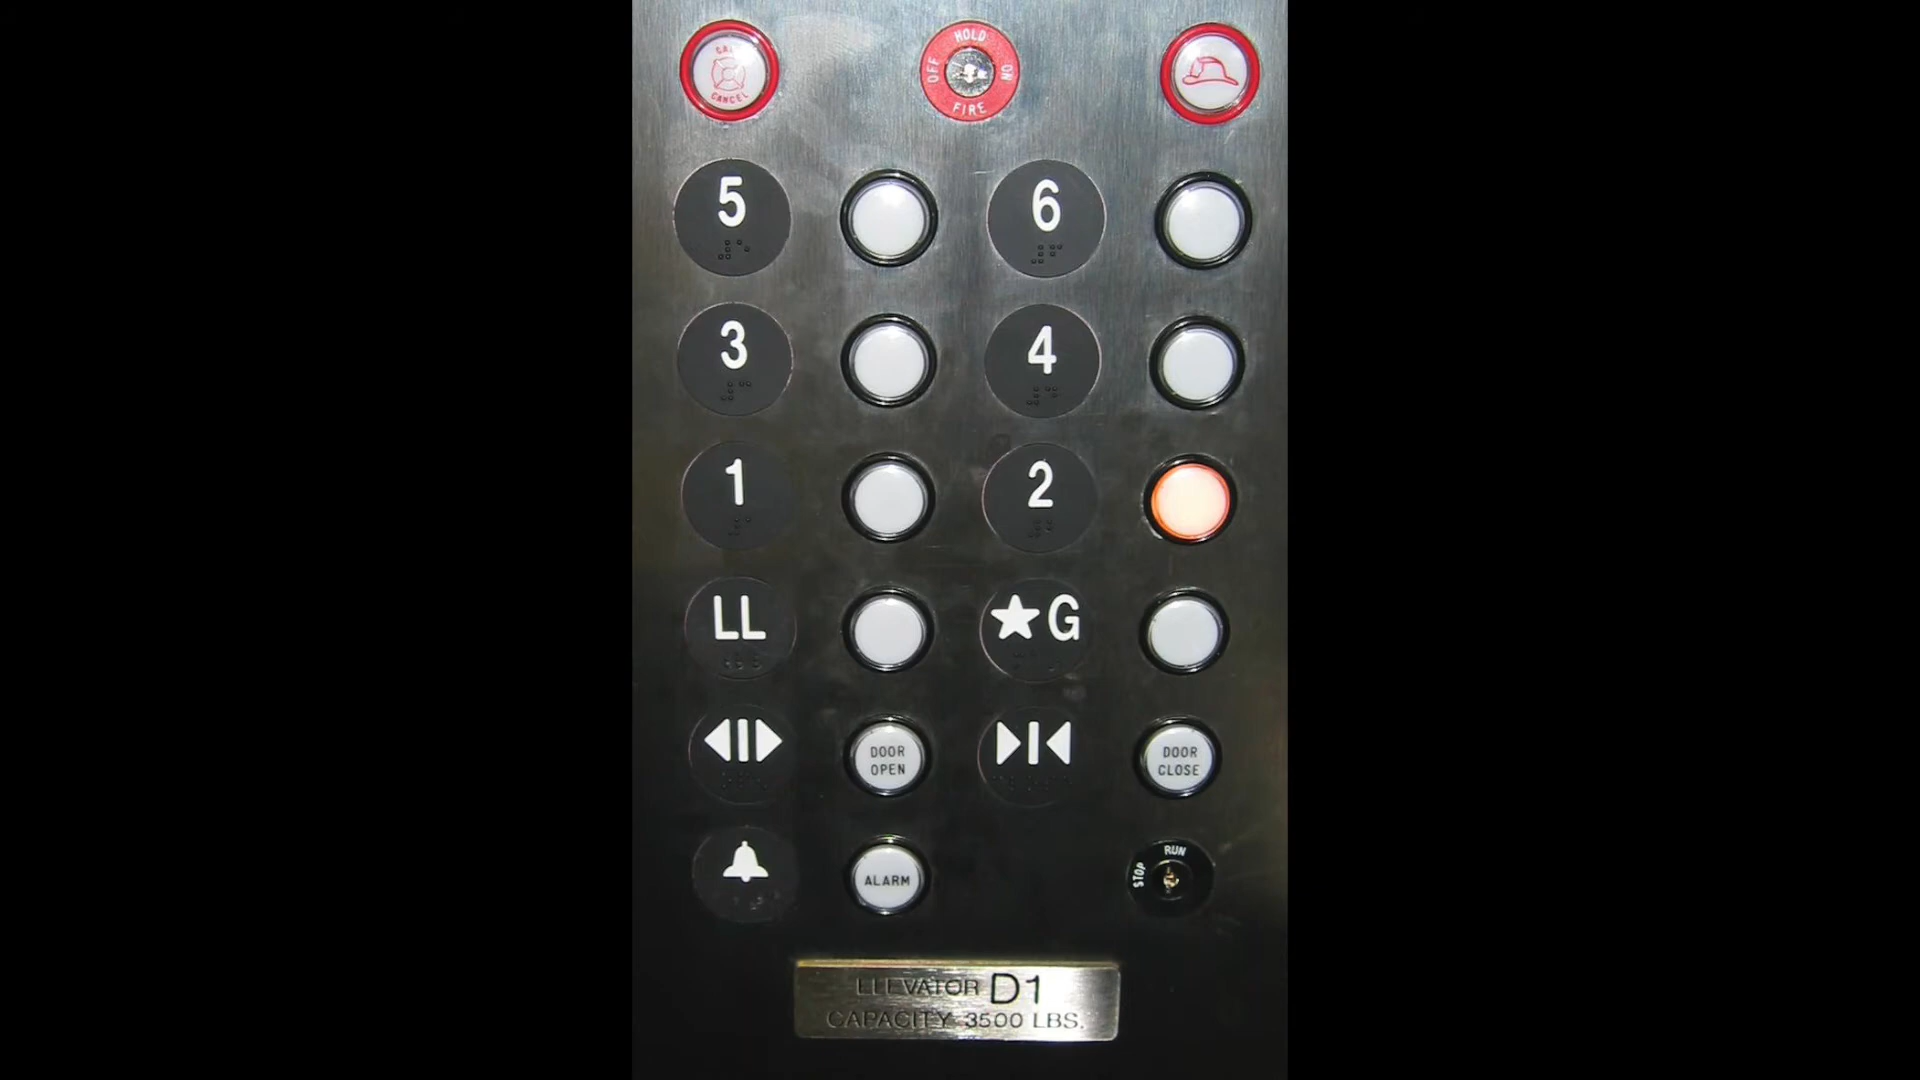 CALL
CANCEL
HOLD
OFF
ON
FIRE
5
6
3
4
1
2
LL
★G
DOOR
OPEN
DOOR
CLOSE
ALARM
RUN
STOP
ELEVATOR D1
CAPACITY 3500 LBS.